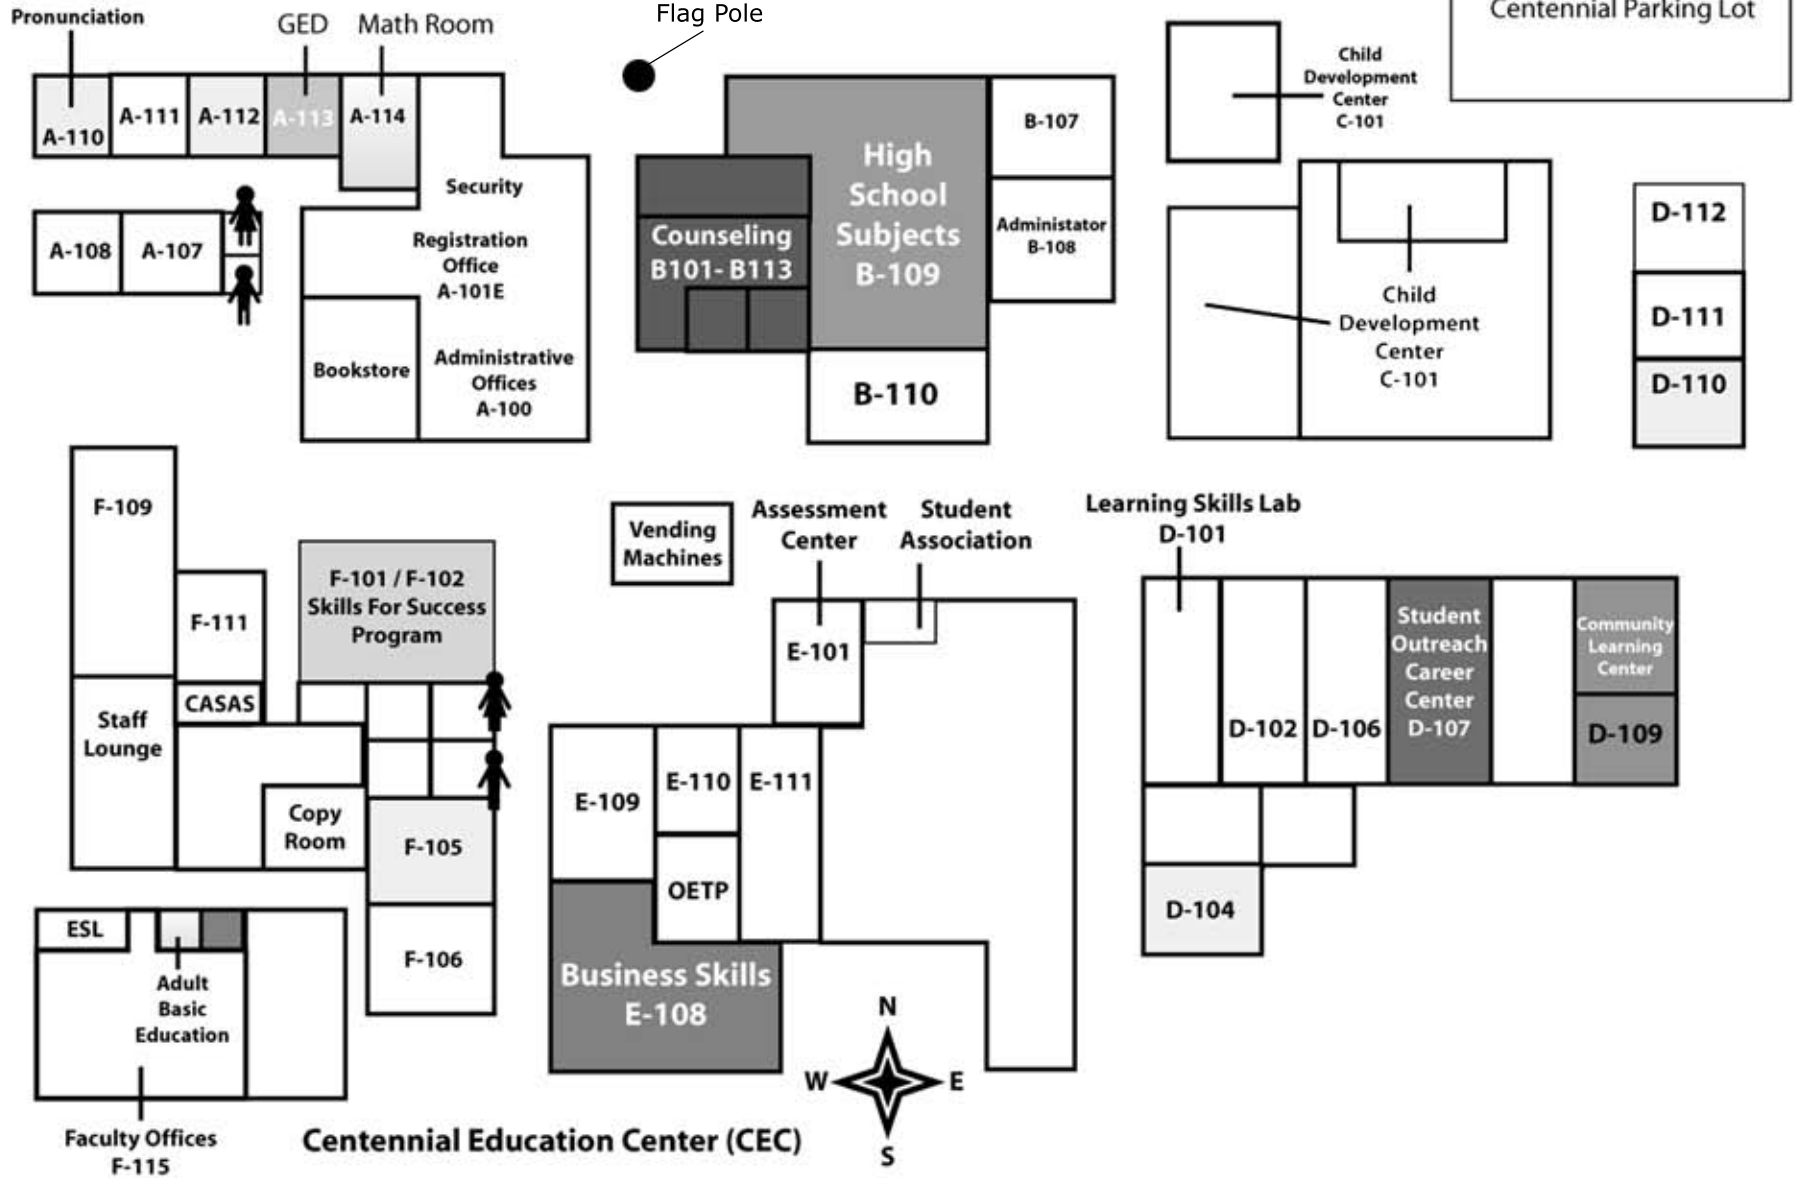 Pronunciation
GED
Math Room
Flag Pole
Centennial Parking Lot
A-110
A-111
A-112
A-113
A-114
Security
A-108
A-107
Registration
Office
A-101E
Bookstore
Administrative
Offices
A-100
High
School
Subjects
B-109
B-107
Administator
B-108
Counseling
B101- B113
B-110
Child
Development
Center
C-101
Child
Development
Center
C-101
D-112
D-111
D-110
F-109
F-111
F-101 / F-102
Skills For Success
Program
CASAS
Staff
Lounge
Copy
Room
F-105
F-106
ESL
Adult
Basic
Education
Faculty Offices
F-115
Vending
Machines
Assessment
Center
Student
Association
E-101
E-109
E-110
E-111
OETP
Business Skills
E-108
Learning Skills Lab
D-101
D-102
D-106
Student
Outreach
Career
Center
D-107
Community
Learning
Center
D-109
D-104
N
W
E
S
Centennial Education Center (CEC)